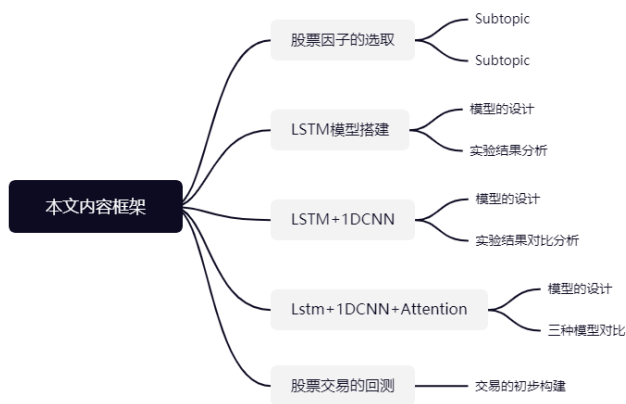 本文内容框架
股票因子的选取
Subtopic
Subtopic
LSTM模型搭建
模型的设计
实验结果分析
LSTM+1DCNN
模型的设计
实验结果对比分析
Lstm+1DCNN+Attention
模型的设计
三种模型对比
股票交易的回测
交易的初步构建